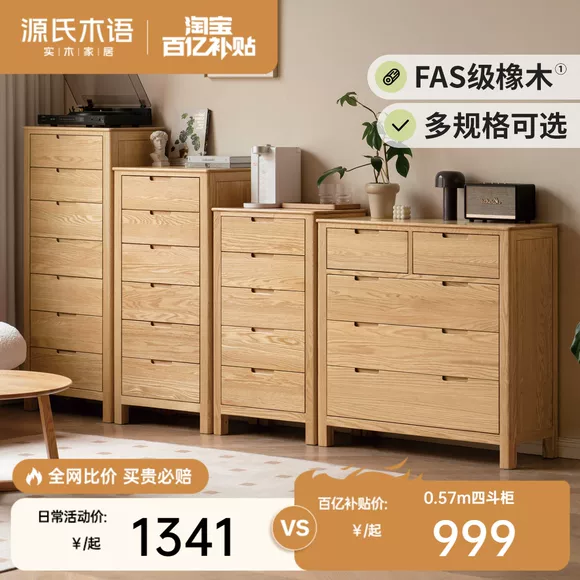 源氏木语
实木家居
淘宝
百亿补贴
FAS级橡木①
多规格可选
全网比价 买贵必赔
日常活动价:
¥/起
1341
VS
百亿补贴价:
¥/起
0.57m四斗柜
999